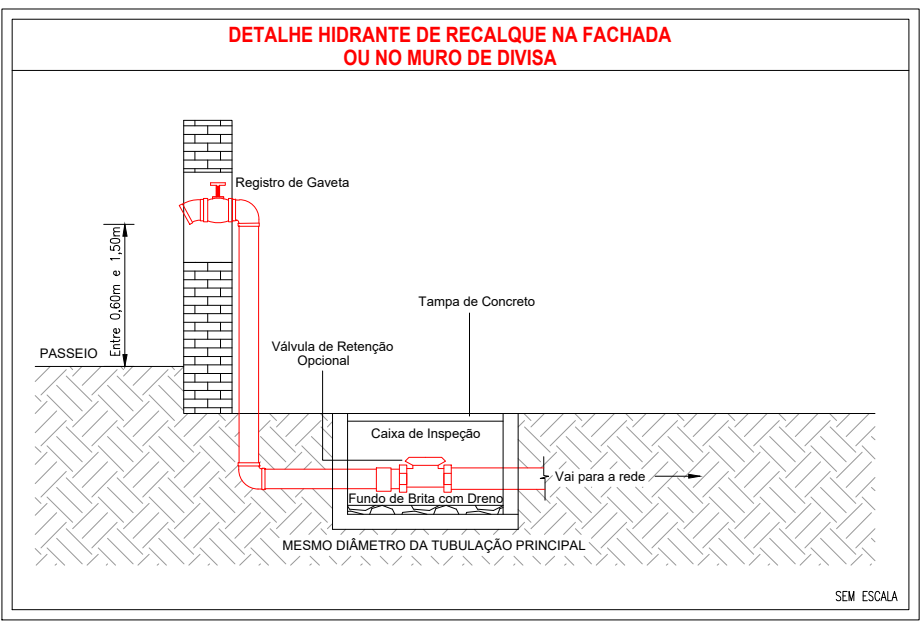 DETALHE HIDRANTE DE RECALQUE NA FACHADA
OU NO MURO DE DIVISA
Registro de Gaveta
Entre 0,60m e 1,50m
PASSEIO
Tampa de Concreto
Válvula de Retenção
Opcional
Caixa de Inspeção
Vai para a rede
Fundo de Brita com Dreno
MESMO DIÂMETRO DA TUBULAÇÃO PRINCIPAL
SEM ESCALA